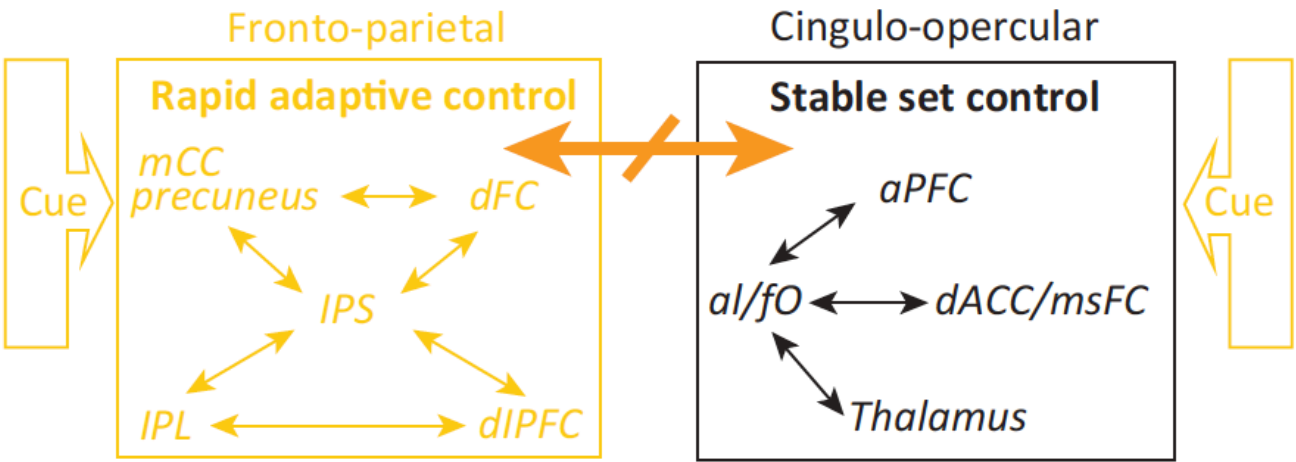 Fronto-parietal
Cingulo-opercular
Rapid adaptive control
Stable set control
Cue
mCC
precuneus
dFC
IPS
IPL
dlPFC
aPFC
aI/fO
dACC/msFC
Thalamus
Cue